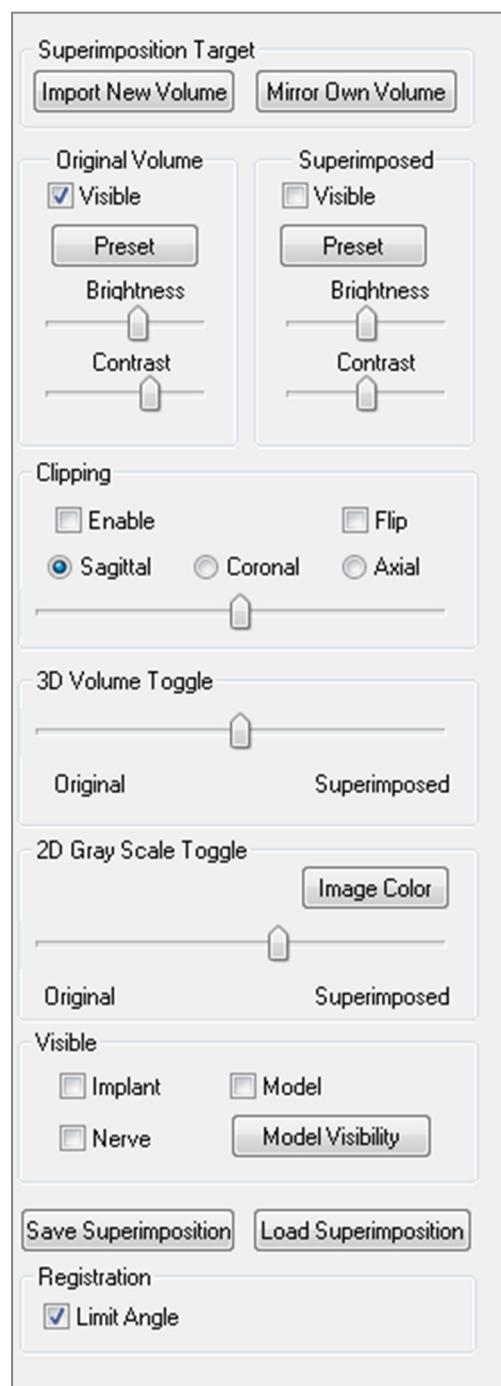 Superimposition Target
Import New Volume Mirror Own Volume
Original Volume Superimposed
Visible Visible
Preset Preset
Brightness Brightness
Contrast Contrast
Clipping
Enable Flip
Sagittal Coronal Axial
3D Volume Toggle
Original Superimposed
2D Gray Scale Toggle
Image Color
Original Superimposed
Visible
Implant Model
Nerve Model Visibility
Save Superimposition Load Superimposition
Registration
Limit Angle